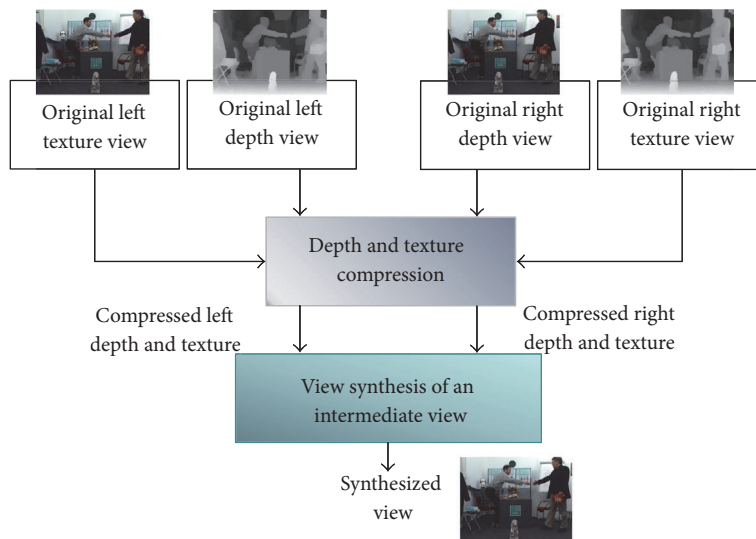 Original left
texture view
Original left
depth view
Original right
depth view
Original right
texture view
Depth and texture
compression
Compressed left
depth and texture
Compressed right
depth and texture
View synthesis of an
intermediate view
Synthesized
view